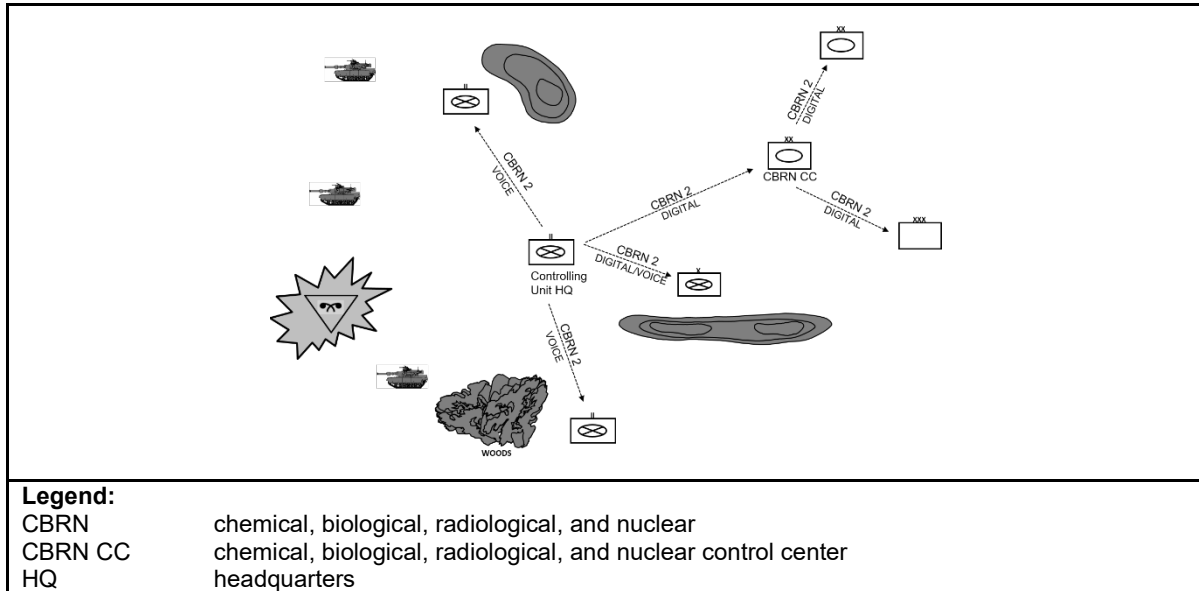 XX
II
CBRN 2
DIGITAL
XX
CBRN CC
CBRN 2
VOICE
CBRN 2
DIGITAL
CBRN 2
DIGITAL
XXX
II
Controlling
Unit HQ
CBRN 2
DIGITAL/VOICE
X
CBRN 2
VOICE
II
WOODS
Legend:
CBRN chemical, biological, radiological, and nuclear
CBRN CC chemical, biological, radiological, and nuclear control center
HQ headquarters